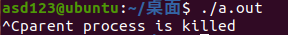 asd123@ubuntu:~/桌面$ ./a.out
^Cparent process is killed